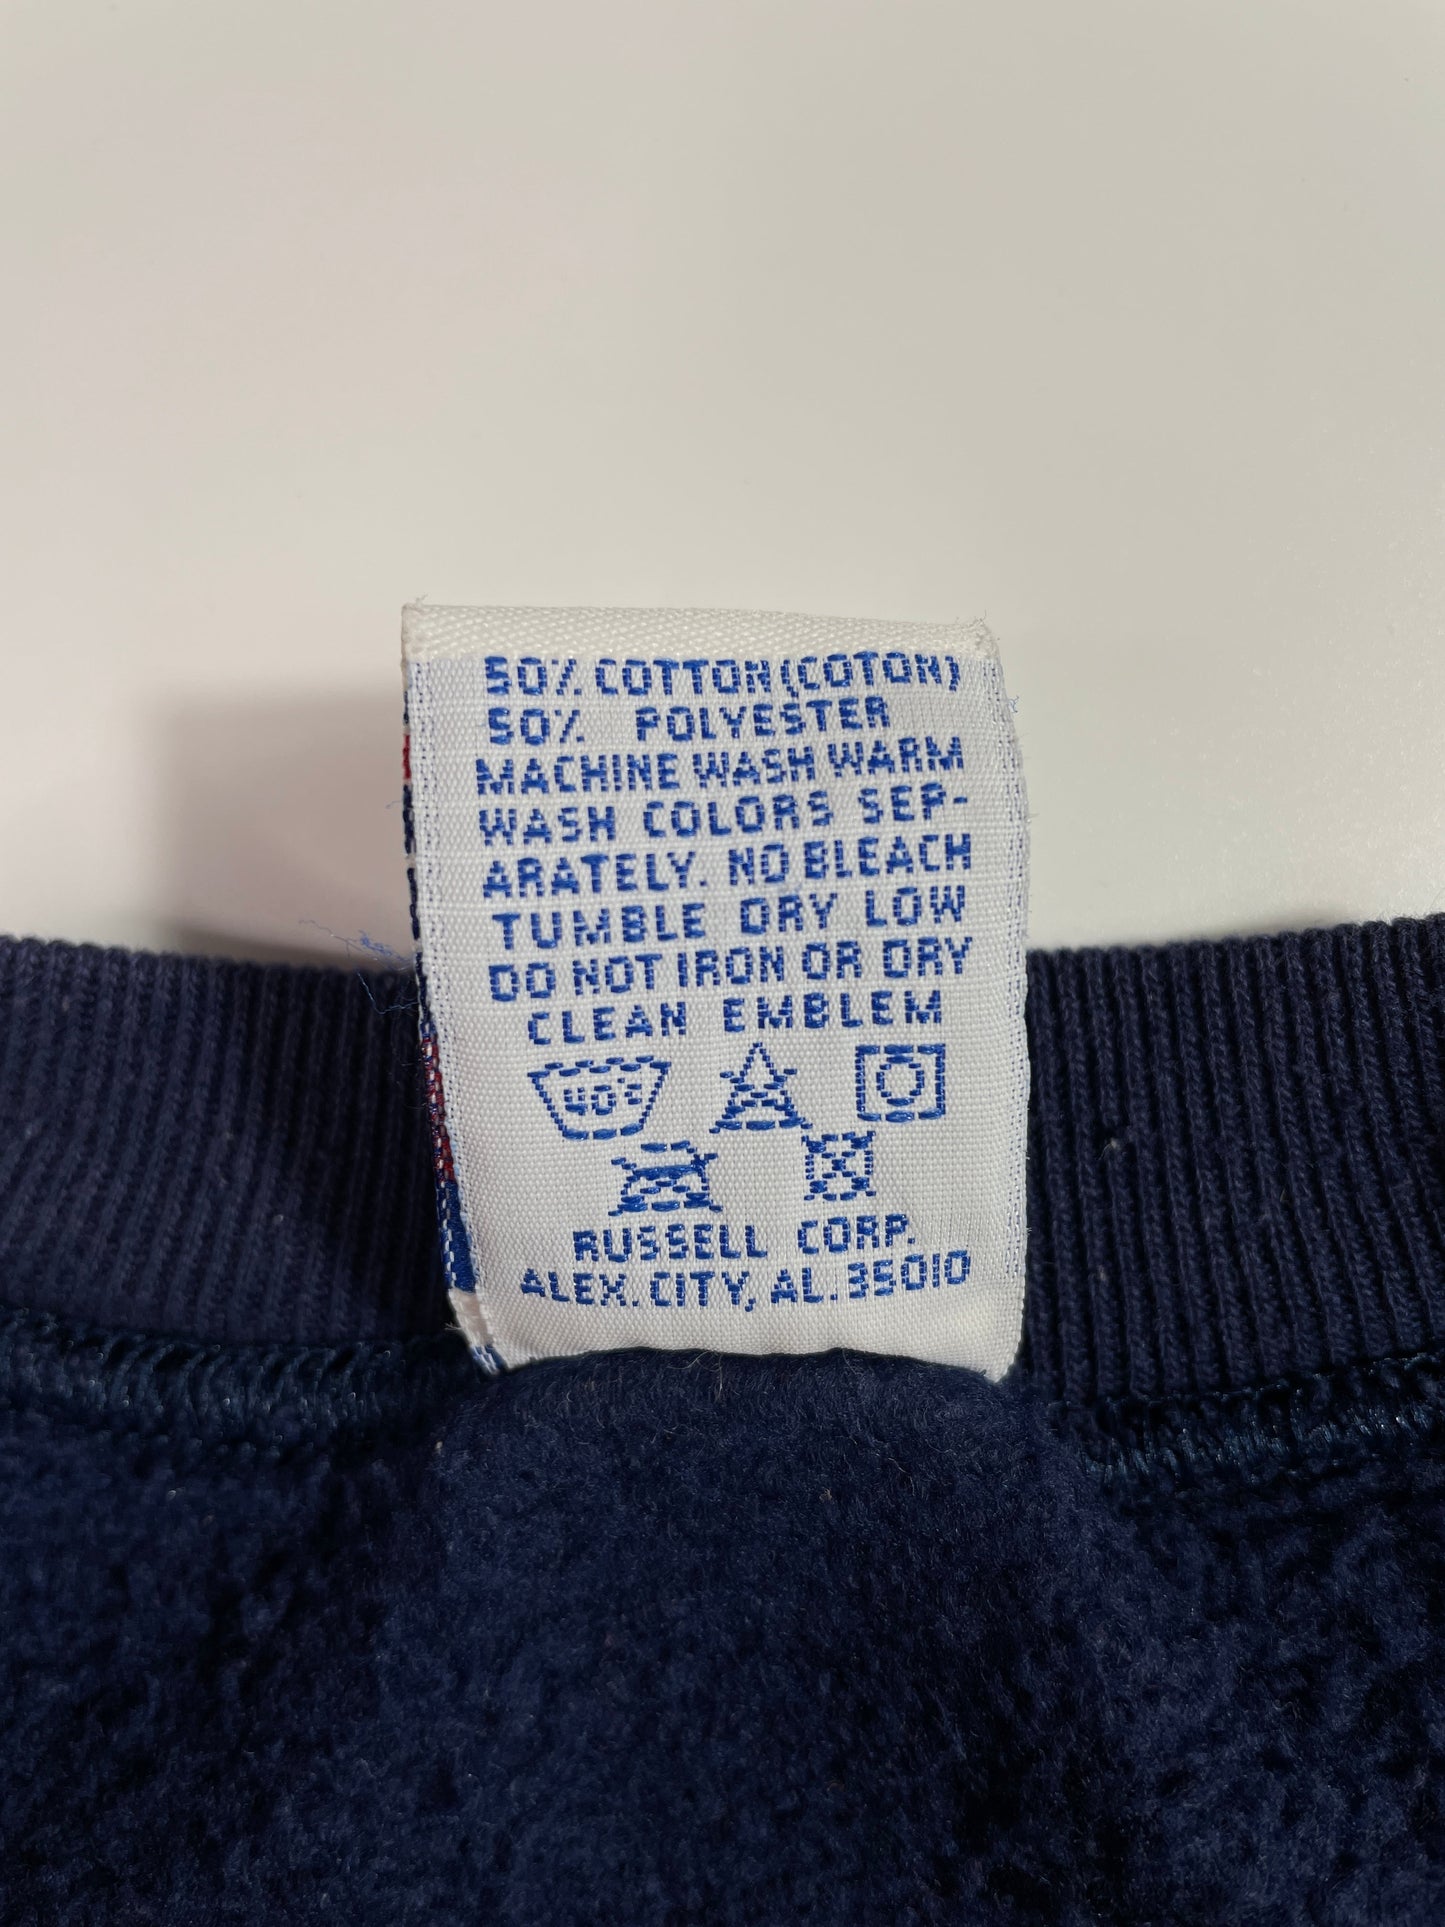 50% COTTON (COTON)
50% POLYESTER
MACHINE WASH WARM
WASH COLORS SEP-
ARATELY. NO BLEACH
TUMBLE DRY LOW
DO NOT IRON OR DRY
CLEAN EMBLEM
40°C
RUSSELL CORP.
ALEX. CITY, AL. 35010